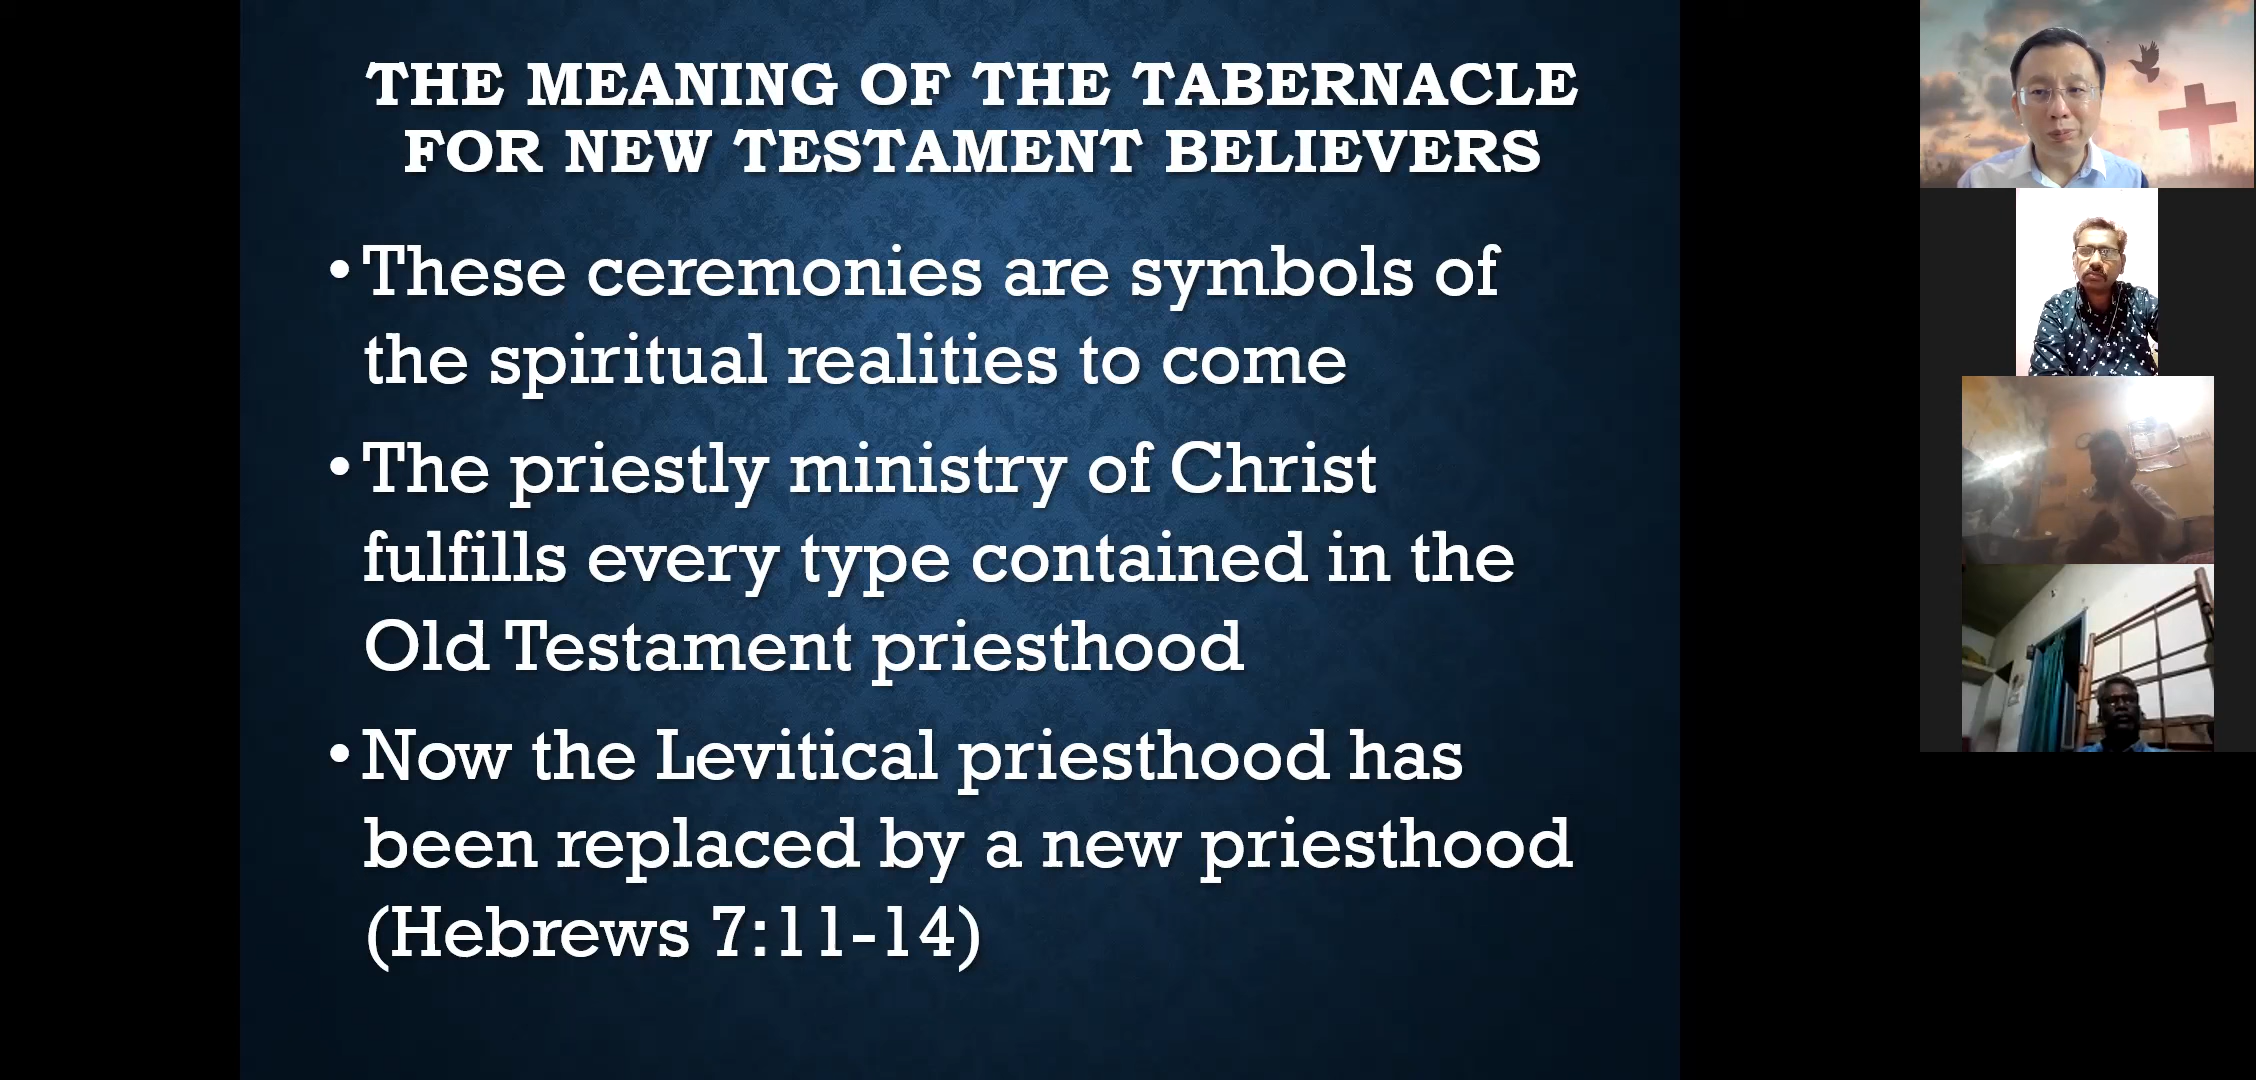 THE MEANING OF THE TABERNACLE
FOR NEW TESTAMENT BELIEVERS
• These ceremonies are symbols of
the spiritual realities to come
• The priestly ministry of Christ
fulfills every type contained in the
Old Testament priesthood
• Now the Levitical priesthood has
been replaced by a new priesthood
(Hebrews 7:11-14)